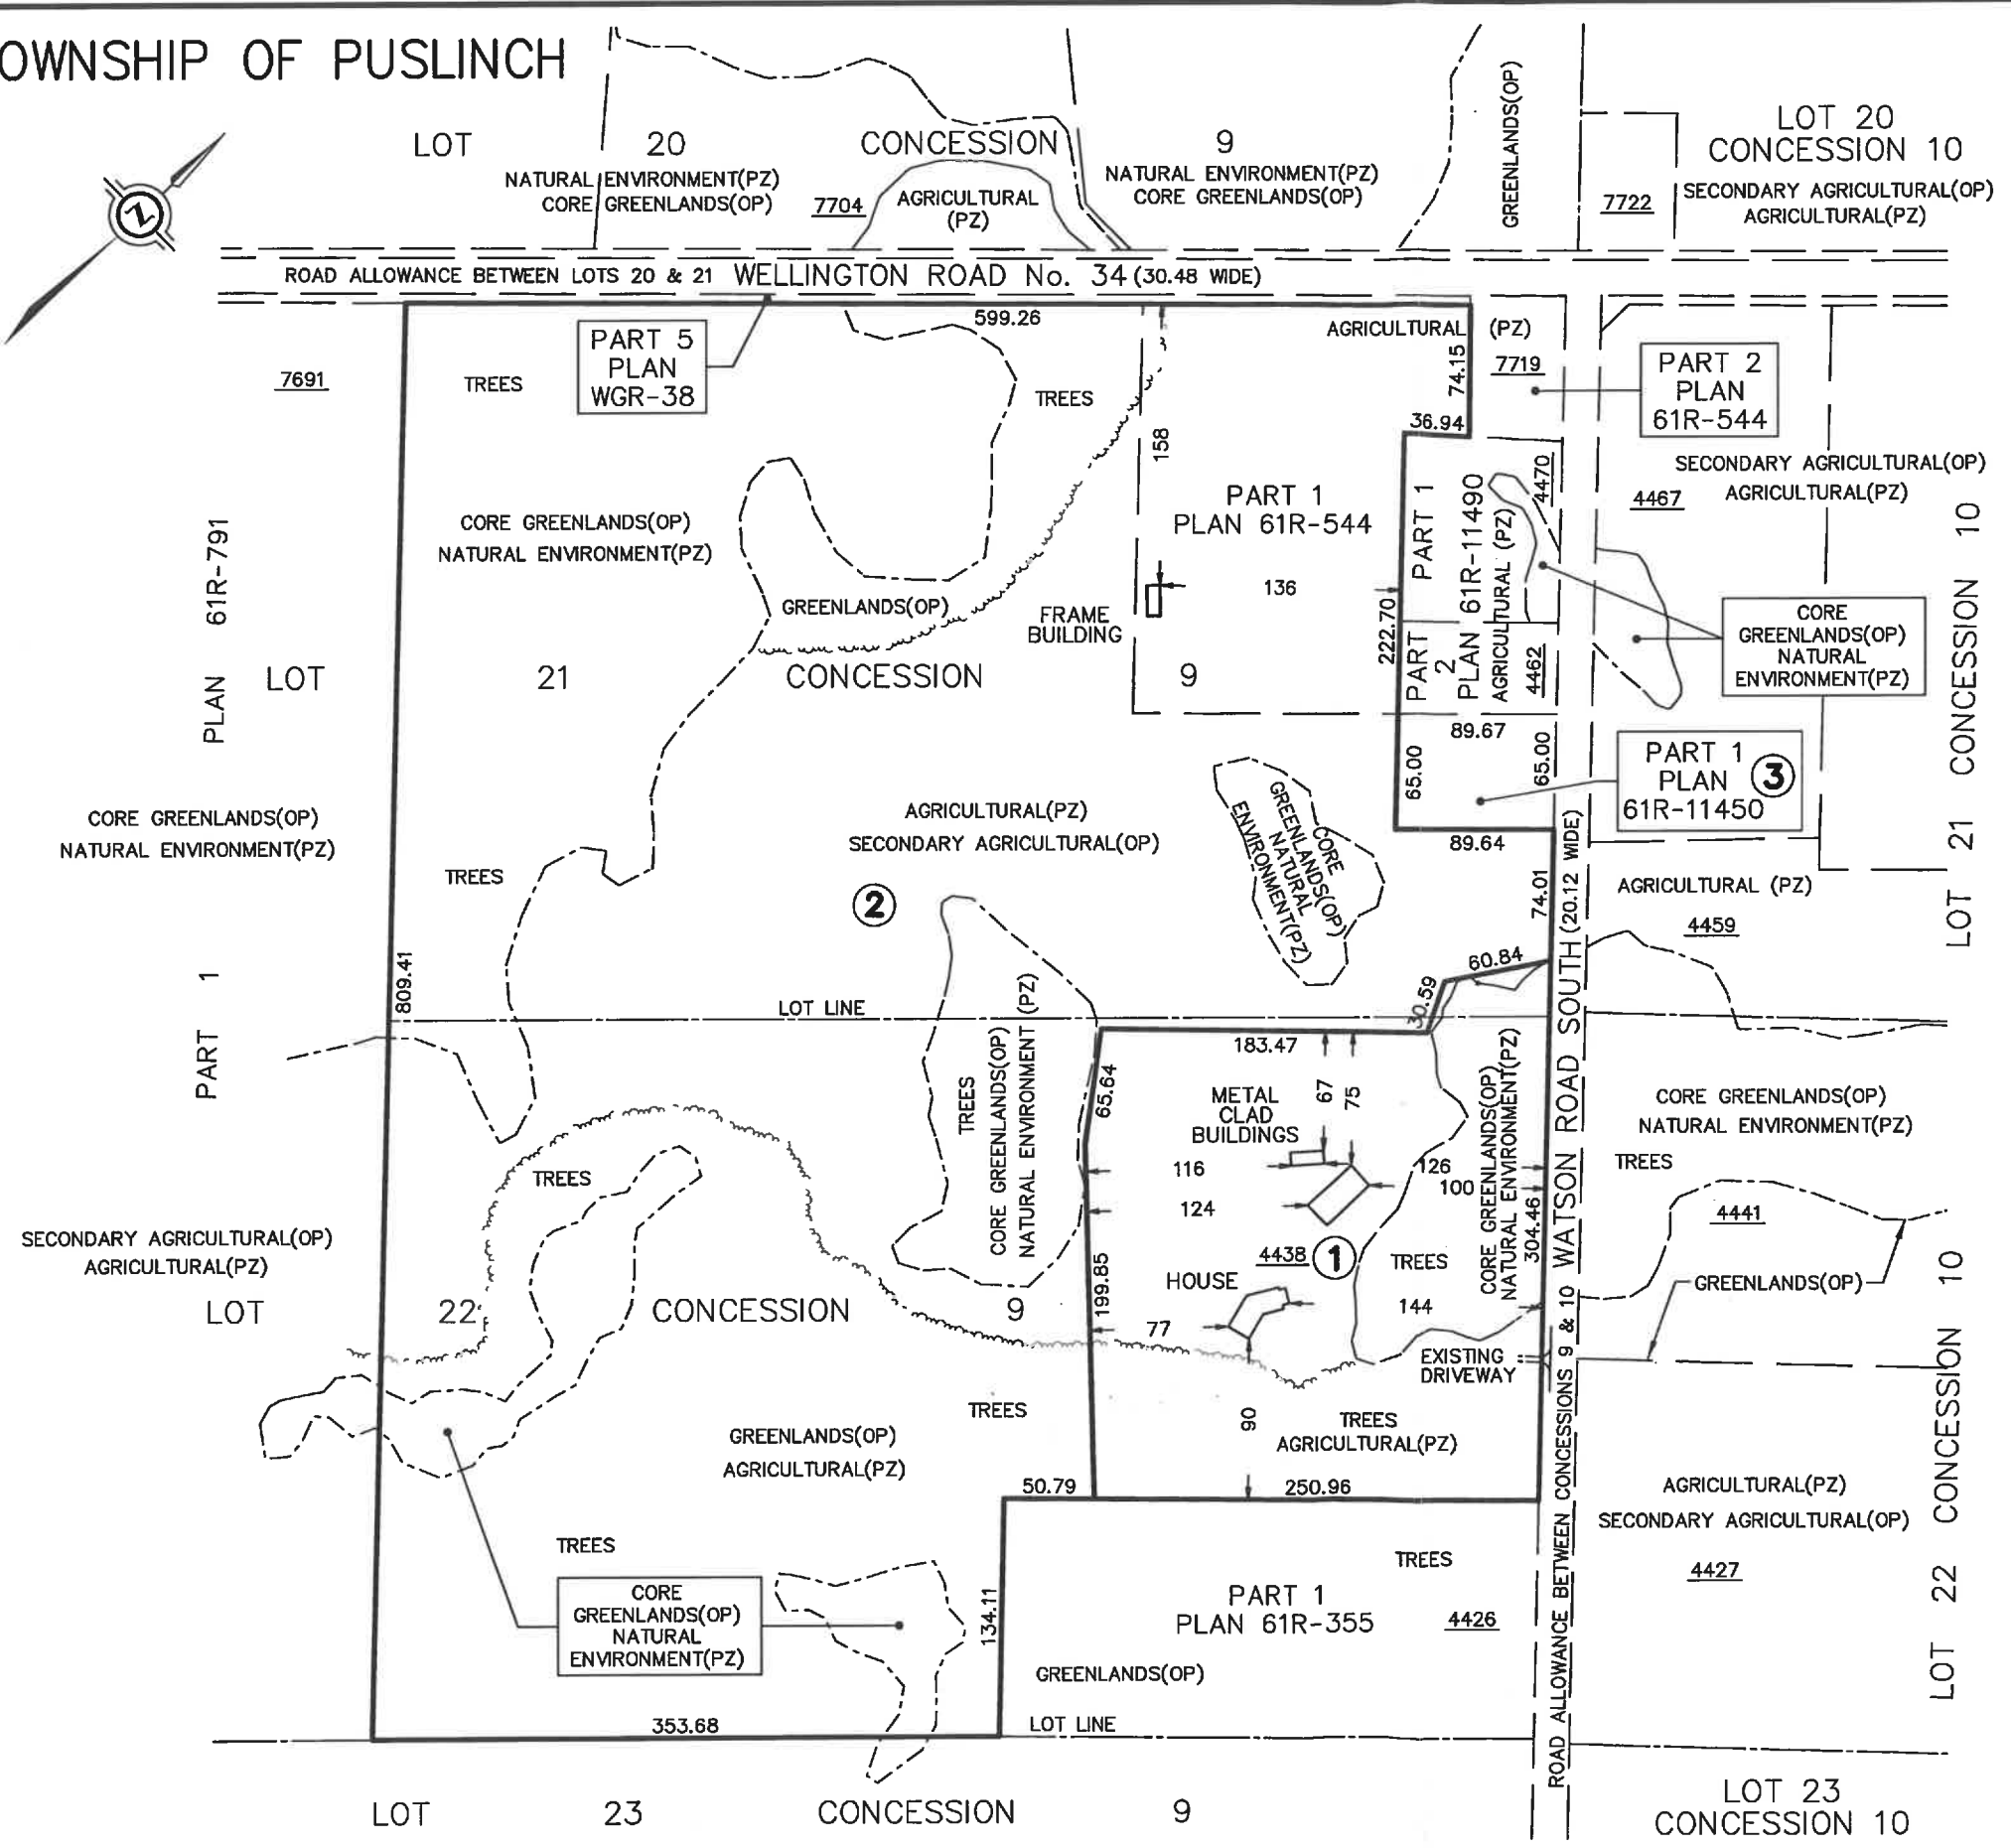 OWNSHIP OF PUSLINCH
LOT 20 CONCESSION 9
NATURAL ENVIRONMENT(PZ)
CORE GREENLANDS(OP)
7704
AGRICULTURAL
(PZ)
NATURAL ENVIRONMENT(PZ)
CORE GREENLANDS(OP)
GREENLANDS(OP)
7722
LOT 20
CONCESSION 10
SECONDARY AGRICULTURAL(OP)
AGRICULTURAL(PZ)
Z
ROAD ALLOWANCE BETWEEN LOTS 20 & 21 WELLINGTON ROAD No. 34 (30.48 WIDE)
599.26
PART 5
PLAN
WGR-38
7691
TREES
TREES
158
AGRICULTURAL (PZ)
74.15
7719
36.94
PART 2
PLAN
61R-544
SECONDARY AGRICULTURAL(OP)
AGRICULTURAL(PZ)
4467
4470
PART 1
PLAN 61R-544
PART 1
PLAN 61R-11490
AGRICULTURAL (PZ)
136
222.70
PART
2
PLAN
4462
CORE GREENLANDS(OP)
NATURAL ENVIRONMENT(PZ)
GREENLANDS(OP)
FRAME
BUILDING
CORE
GREENLANDS(OP)
NATURAL
ENVIRONMENT(PZ)
PLAN 61R-791
PART 1
LOT 21 CONCESSION 9
LOT 21 CONCESSION 10
89.67
65.00
65.00
PART 1
PLAN
61R-11450
3
89.64
CORE GREENLANDS(OP)
NATURAL ENVIRONMENT(PZ)
AGRICULTURAL(PZ)
SECONDARY AGRICULTURAL(OP)
CORE
GREENLANDS(OP)
NATURAL
ENVIRONMENT(PZ)
TREES
2
74.01
AGRICULTURAL (PZ)
4459
809.41
60.84
30.59
LOT LINE
183.47
65.64
TREES
CORE GREENLANDS(OP)
NATURAL ENVIRONMENT (PZ)
METAL
CLAD
BUILDINGS
67
75
116
126
124
100
CORE GREENLANDS(OP)
NATURAL ENVIRONMENT(PZ)
304.46
ROAD ALLOWANCE BETWEEN CONCESSIONS 9 & 10 WATSON ROAD SOUTH (20.12 WIDE)
CORE GREENLANDS(OP)
NATURAL ENVIRONMENT(PZ)
TREES
4441
GREENLANDS(OP)
TREES
SECONDARY AGRICULTURAL(OP)
AGRICULTURAL(PZ)
LOT 22 CONCESSION 9
199.85
4438
1
TREES
HOUSE
144
77
EXISTING
DRIVEWAY
90
TREES
AGRICULTURAL(PZ)
TREES
GREENLANDS(OP)
AGRICULTURAL(PZ)
50.79
250.96
AGRICULTURAL(PZ)
SECONDARY AGRICULTURAL(OP)
4427
LOT 22 CONCESSION 10
TREES
CORE
GREENLANDS(OP)
NATURAL
ENVIRONMENT(PZ)
134.11
TREES
PART 1
PLAN 61R-355
4426
GREENLANDS(OP)
353.68
LOT LINE
LOT 23 CONCESSION 9
LOT 23
CONCESSION 10